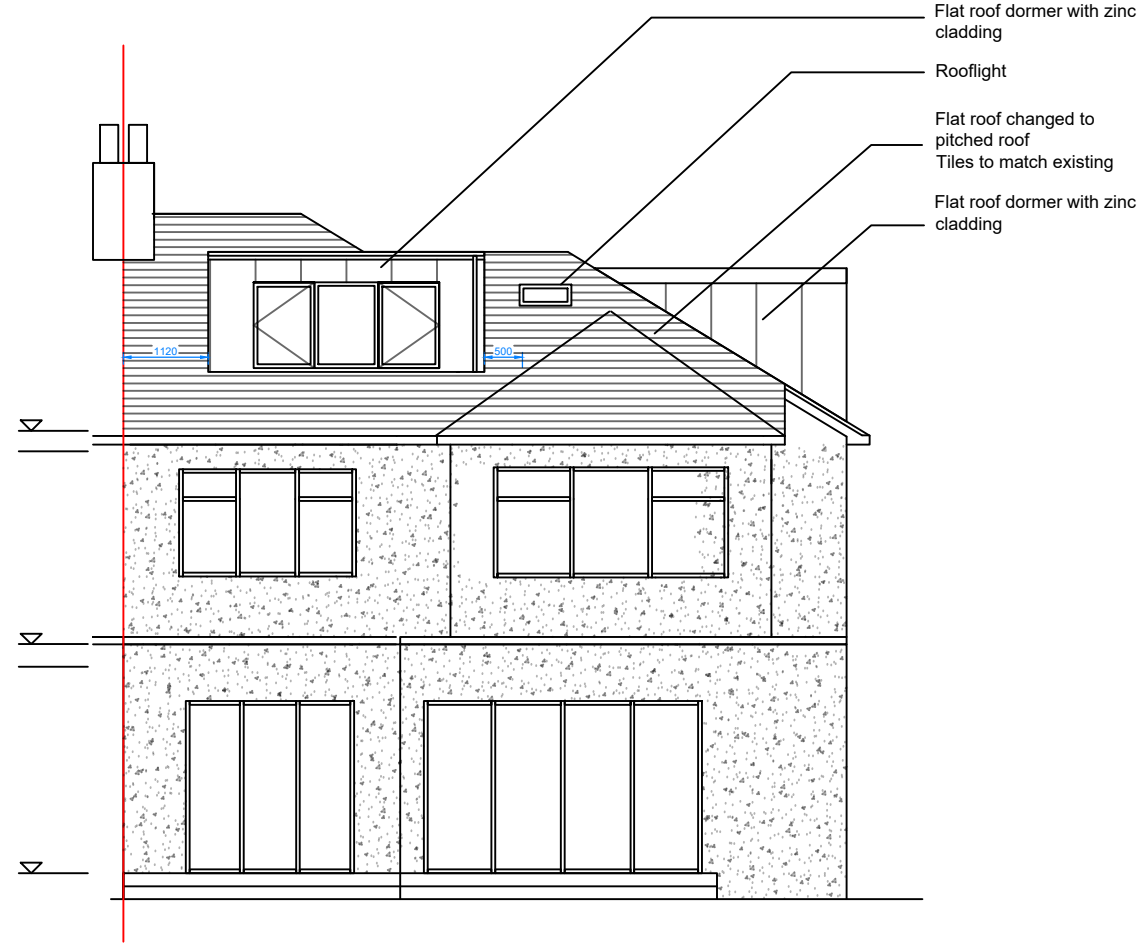 Flat roof dormer with zinc
cladding
Rooflight
Flat roof changed to
pitched roof
Tiles to match existing
Flat roof dormer with zinc
cladding
1120
500